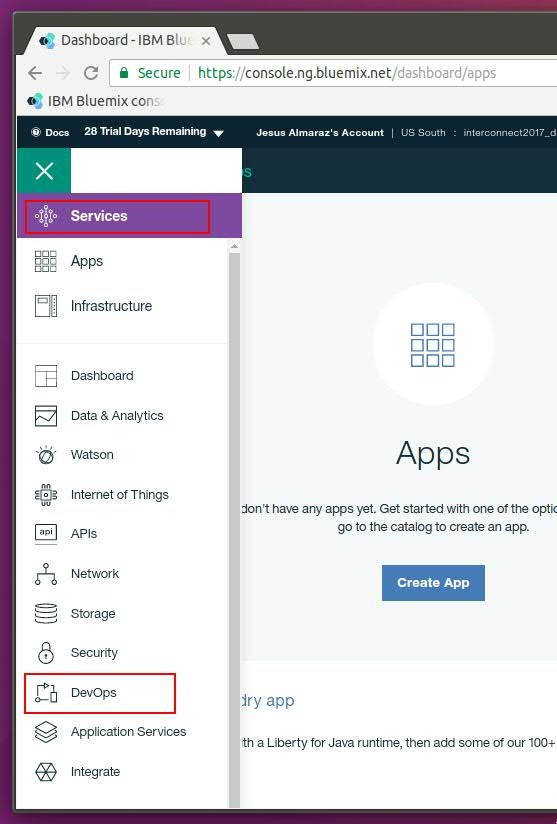 Dashboard - IBM Blue
Secure https://console.ng.bluemix.net/dashboard/apps
IBM Bluemix cons
Docs 28 Trial Days Remaining Jesus Almaraz's Account | US South : interconnect2017_d
Services
Apps
Infrastructure
Dashboard
Data & Analytics
Watson
Internet of Things
api APIs
Network
Storage
Security
DevOps
Application Services
Integrate
Apps
don't have any apps yet. Get started with one of the optio
go to the catalog to create an app.
Create App
dry app
ith a Liberty for Java runtime, then add some of our 100+